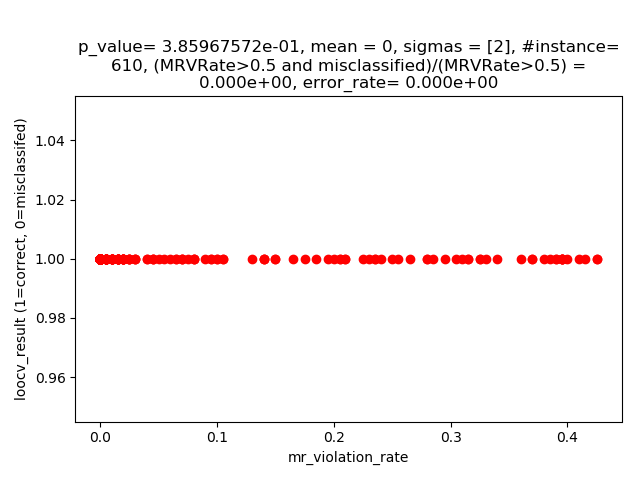 p_value= 3.85967572e-01, mean = 0, sigmas = [2], #instance=
610, (MRVRate>0.5 and misclassified)/(MRVRate>0.5) =
0.000e+00, error_rate= 0.000e+00
1.04
1.02
1.00
0.98
0.96
loocv_result (1=correct, 0=misclassifed)
0.0 0.1 0.2 0.3 0.4
mr_violation_rate